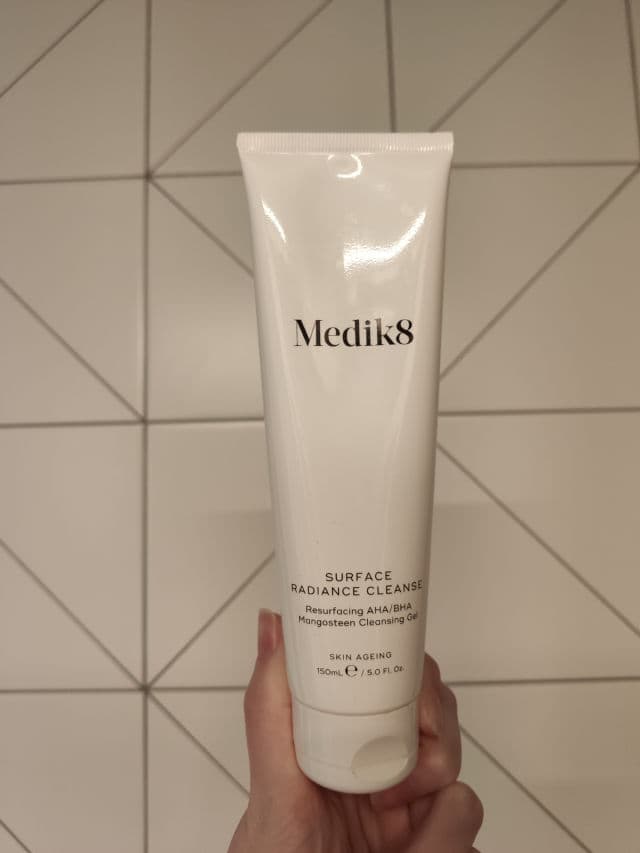 Medik8
SURFACE
RADIANCE CLEANSE
Resurfacing AHA/BHA
Mangosteen Cleansing Gel
SKIN AGEING
150mL ℮ / 5.0 Fl. Oz.